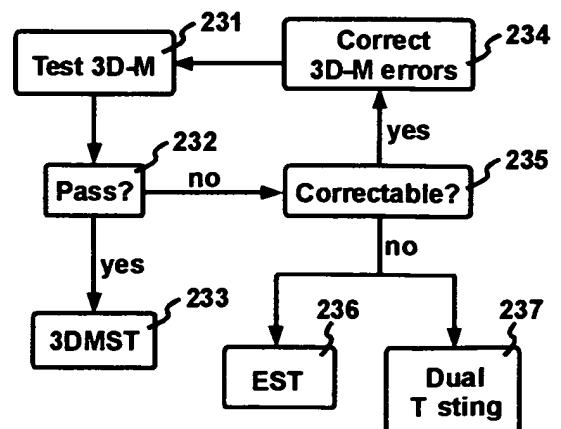 231
Test 3D-M
Correct
3D-M errors
234
232
yes
235
Pass?
no
Correctable?
yes
no
233
3DMST
236
237
EST
Dual
T sting